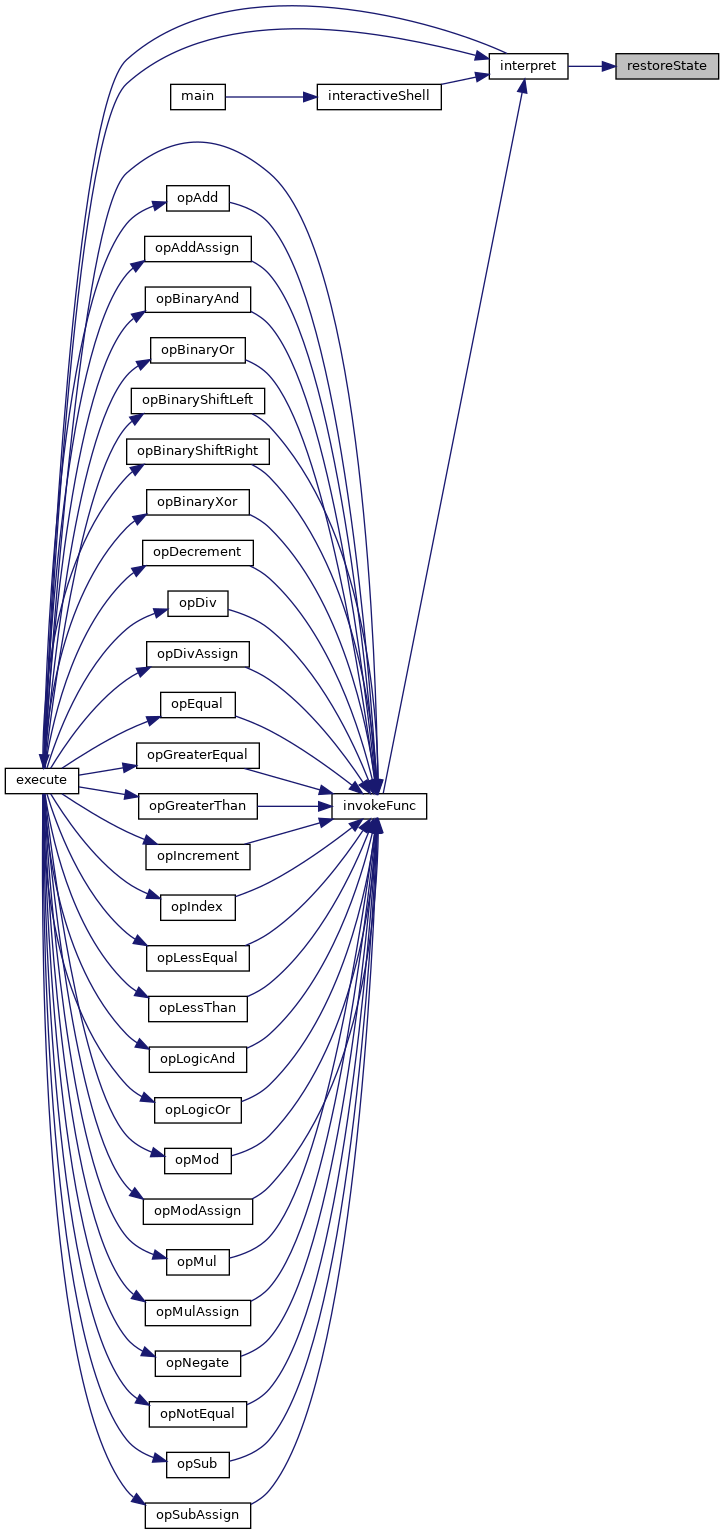 interpret
restoreState
main
interactiveShell
opAdd
opAddAssign
opBinaryAnd
opBinaryOr
opBinaryShiftLeft
opBinaryShiftRight
opBinaryXor
opDecrement
opDiv
opDivAssign
opEqual
opGreaterEqual
execute
opGreaterThan
invokeFunc
opIncrement
opIndex
opLessEqual
opLessThan
opLogicAnd
opLogicOr
opMod
opModAssign
opMul
opMulAssign
opNegate
opNotEqual
opSub
opSubAssign